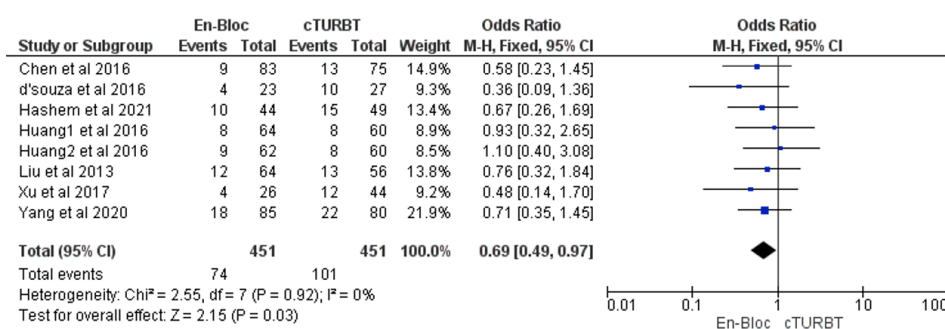 En-Bloc cTURBT Odds Ratio Odds Ratio
Study or Subgroup Events Total Events Total Weight M-H, Fixed, 95% CI M-H, Fixed, 95% CI
Chen et al 2016 9 83 13 75 14.9% 0.58 [0.23, 1.45]
d'souza et al 2016 4 23 10 27 9.3% 0.36 [0.09, 1.36]
Hashem et al 2021 10 44 15 49 13.4% 0.67 [0.26, 1.69]
Huang1 et al 2016 8 64 8 60 8.9% 0.93 [0.32, 2.65]
Huang2 et al 2016 9 62 8 60 8.5% 1.10 [0.40, 3.08]
Liu et al 2013 12 64 13 56 13.8% 0.76 [0.32, 1.84]
Xu et al 2017 4 26 12 44 9.2% 0.48 [0.14, 1.70]
Yang et al 2020 18 85 22 80 21.9% 0.71 [0.35, 1.45]
Total (95% CI) 451 451 100.0% 0.69 [0.49, 0.97]
Total events 74 101
Heterogeneity: Chi² = 2.55, df = 7 (P = 0.92); I² = 0%
Test for overall effect: Z = 2.15 (P = 0.03)
0.01 0.1 1 10 100
En-Bloc cTURBT